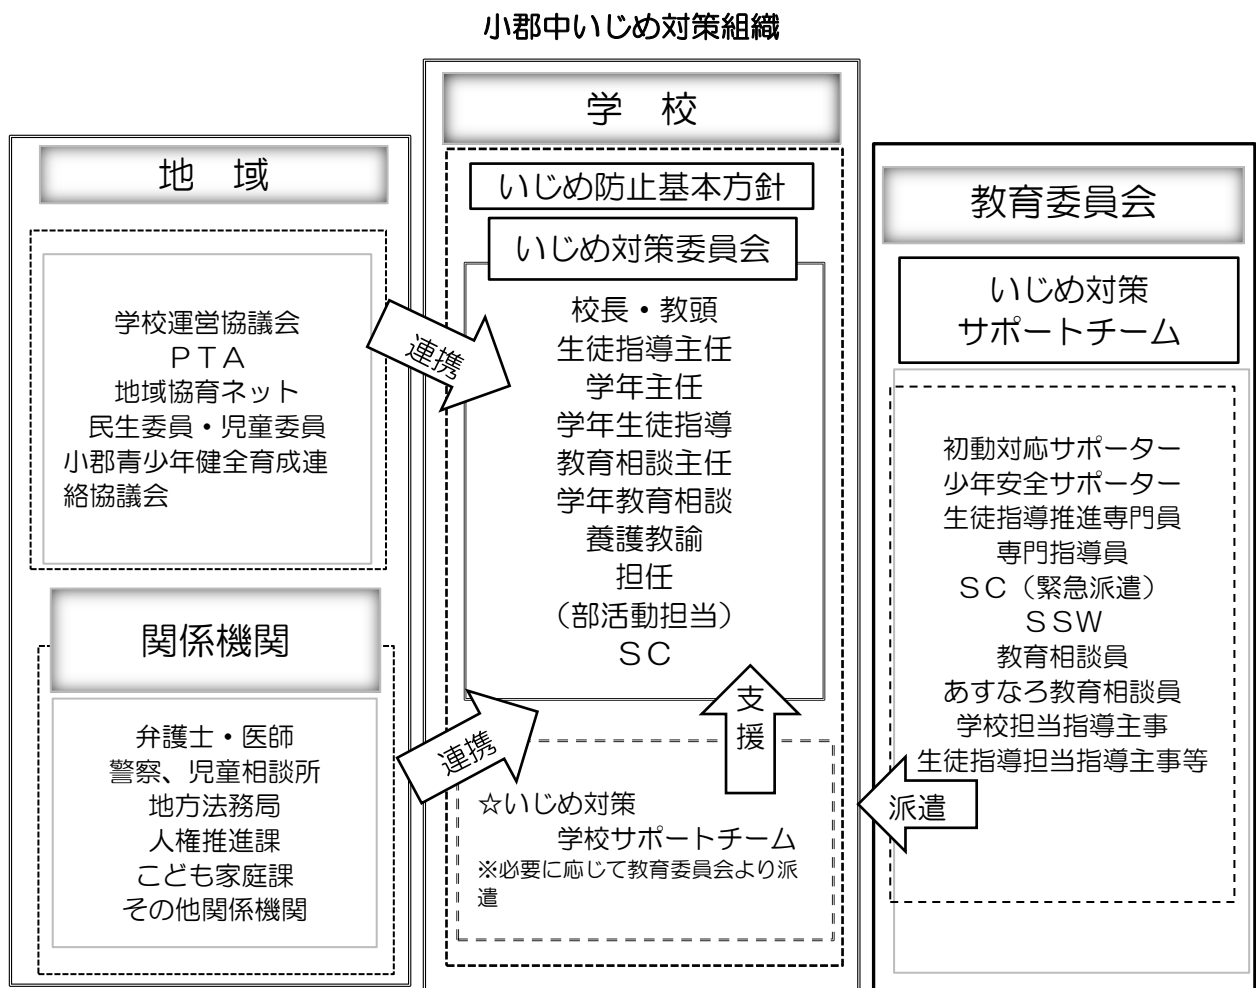 小郡中いじめ対策組織
地　域
学校運営協議会
ＰＴＡ
地域協育ネット
民生委員・児童委員
小郡青少年健全育成連
絡協議会
連携
関係機関
弁護士・医師
警察、児童相談所
地方法務局
人権推進課
こども家庭課
その他関係機関
連携
学　校
いじめ防止基本方針
いじめ対策委員会
校長・教頭
生徒指導主任
学年主任
学年生徒指導
教育相談主任
学年教育相談
養護教諭
担任
（部活動担当）
ＳＣ
支
援
☆いじめ対策
学校サポートチーム
※必要に応じて教育委員会より派
遣
教育委員会
いじめ対策
サポートチーム
初動対応サポーター
少年安全サポーター
生徒指導推進専門員
専門指導員
ＳＣ（緊急派遣）
ＳＳＷ
教育相談員
あすなろ教育相談員
学校担当指導主事
生徒指導担当指導主事等
派遣